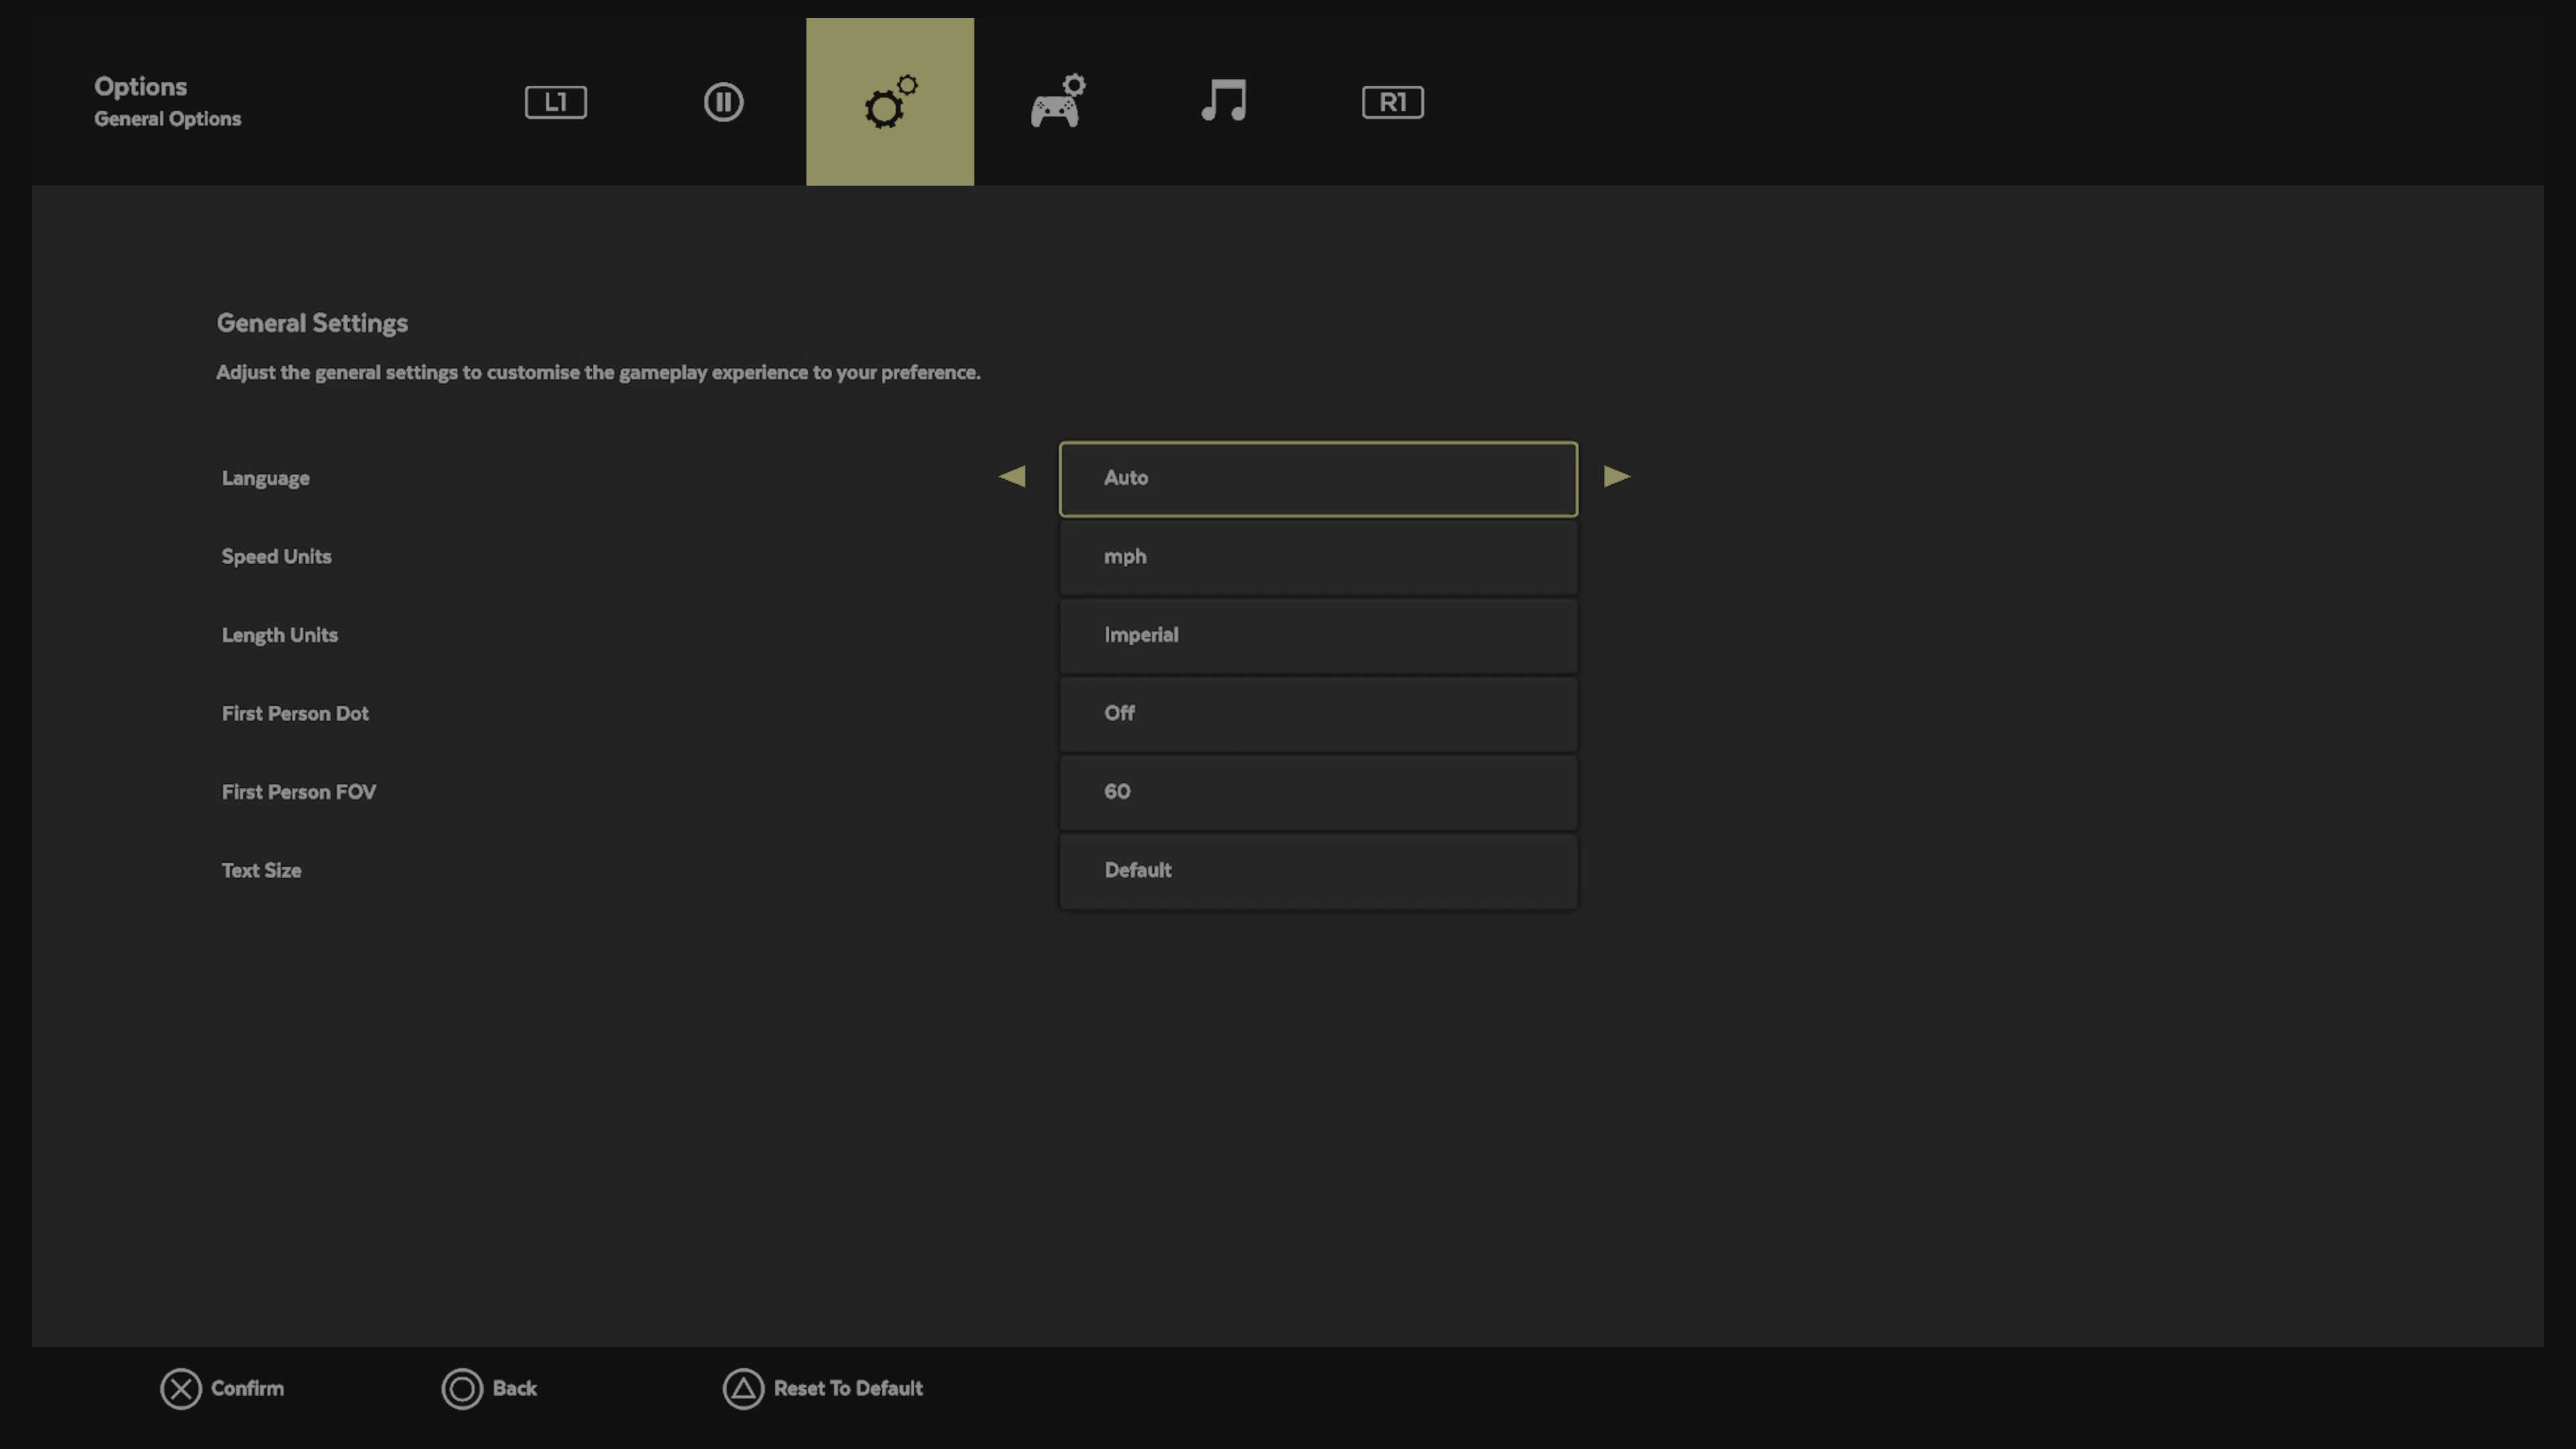 Options
General Options
L1
R1
General Settings
Adjust the general settings to customise the gameplay experience to your preference.
Language
Auto
Speed Units
mph
Length Units
Imperial
First Person Dot
Off
First Person FOV
60
Text Size
Default
Confirm
Back
Reset To Default